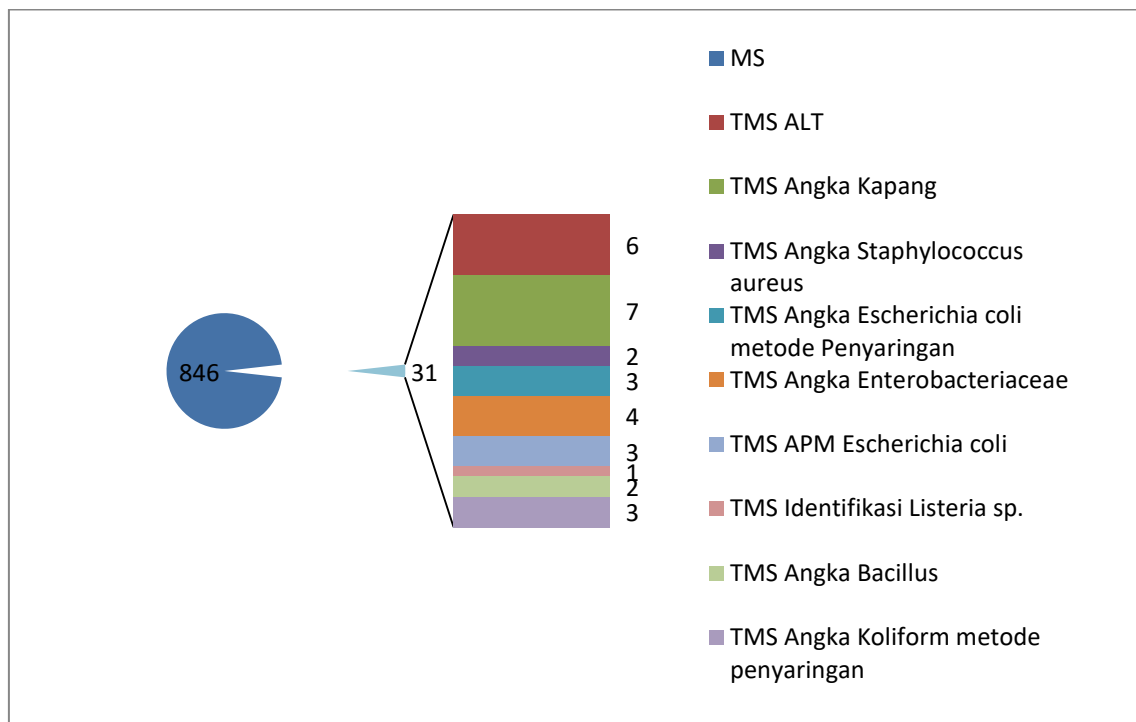 846
31
6
7
2
3
4
3
1
2
3
MS
TMS ALT
TMS Angka Kapang
TMS Angka Staphylococcus
aureus
TMS Angka Escherichia coli
metode Penyaringan
TMS Angka Enterobacteriaceae
TMS APM Escherichia coli
TMS Identifikasi Listeria sp.
TMS Angka Bacillus
TMS Angka Koliform metode
penyaringan